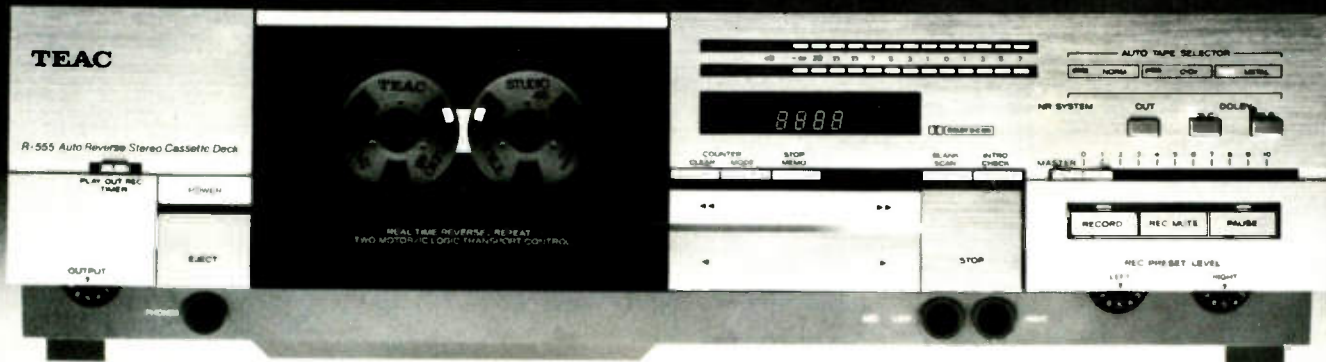 TEAC
R-555 Auto Reverse Stereo Cassette Deck
PLAY OUT REC
TIMER
POWER
EJECT
OUTPUT
PHONES
TEAC
STUDIO
REAL TIME REVERSE, REPEAT
TWO MOTOR/IC LOGIC TRANSPORT CONTROL
8888
COUNTER
CLEAR MODE
STOP
MEMO
BLANK
SCAN
INTRO
CHECK
STOP
AUTO TAPE SELECTOR
NORM
METAL
NR SYSTEM
OUT
DOLBY
MASTER
0 1 2 3 4 5 6 7 8 9 10
RECORD
REC MUTE
PAUSE
REC PRESET LEVEL
LEFT
RIGHT